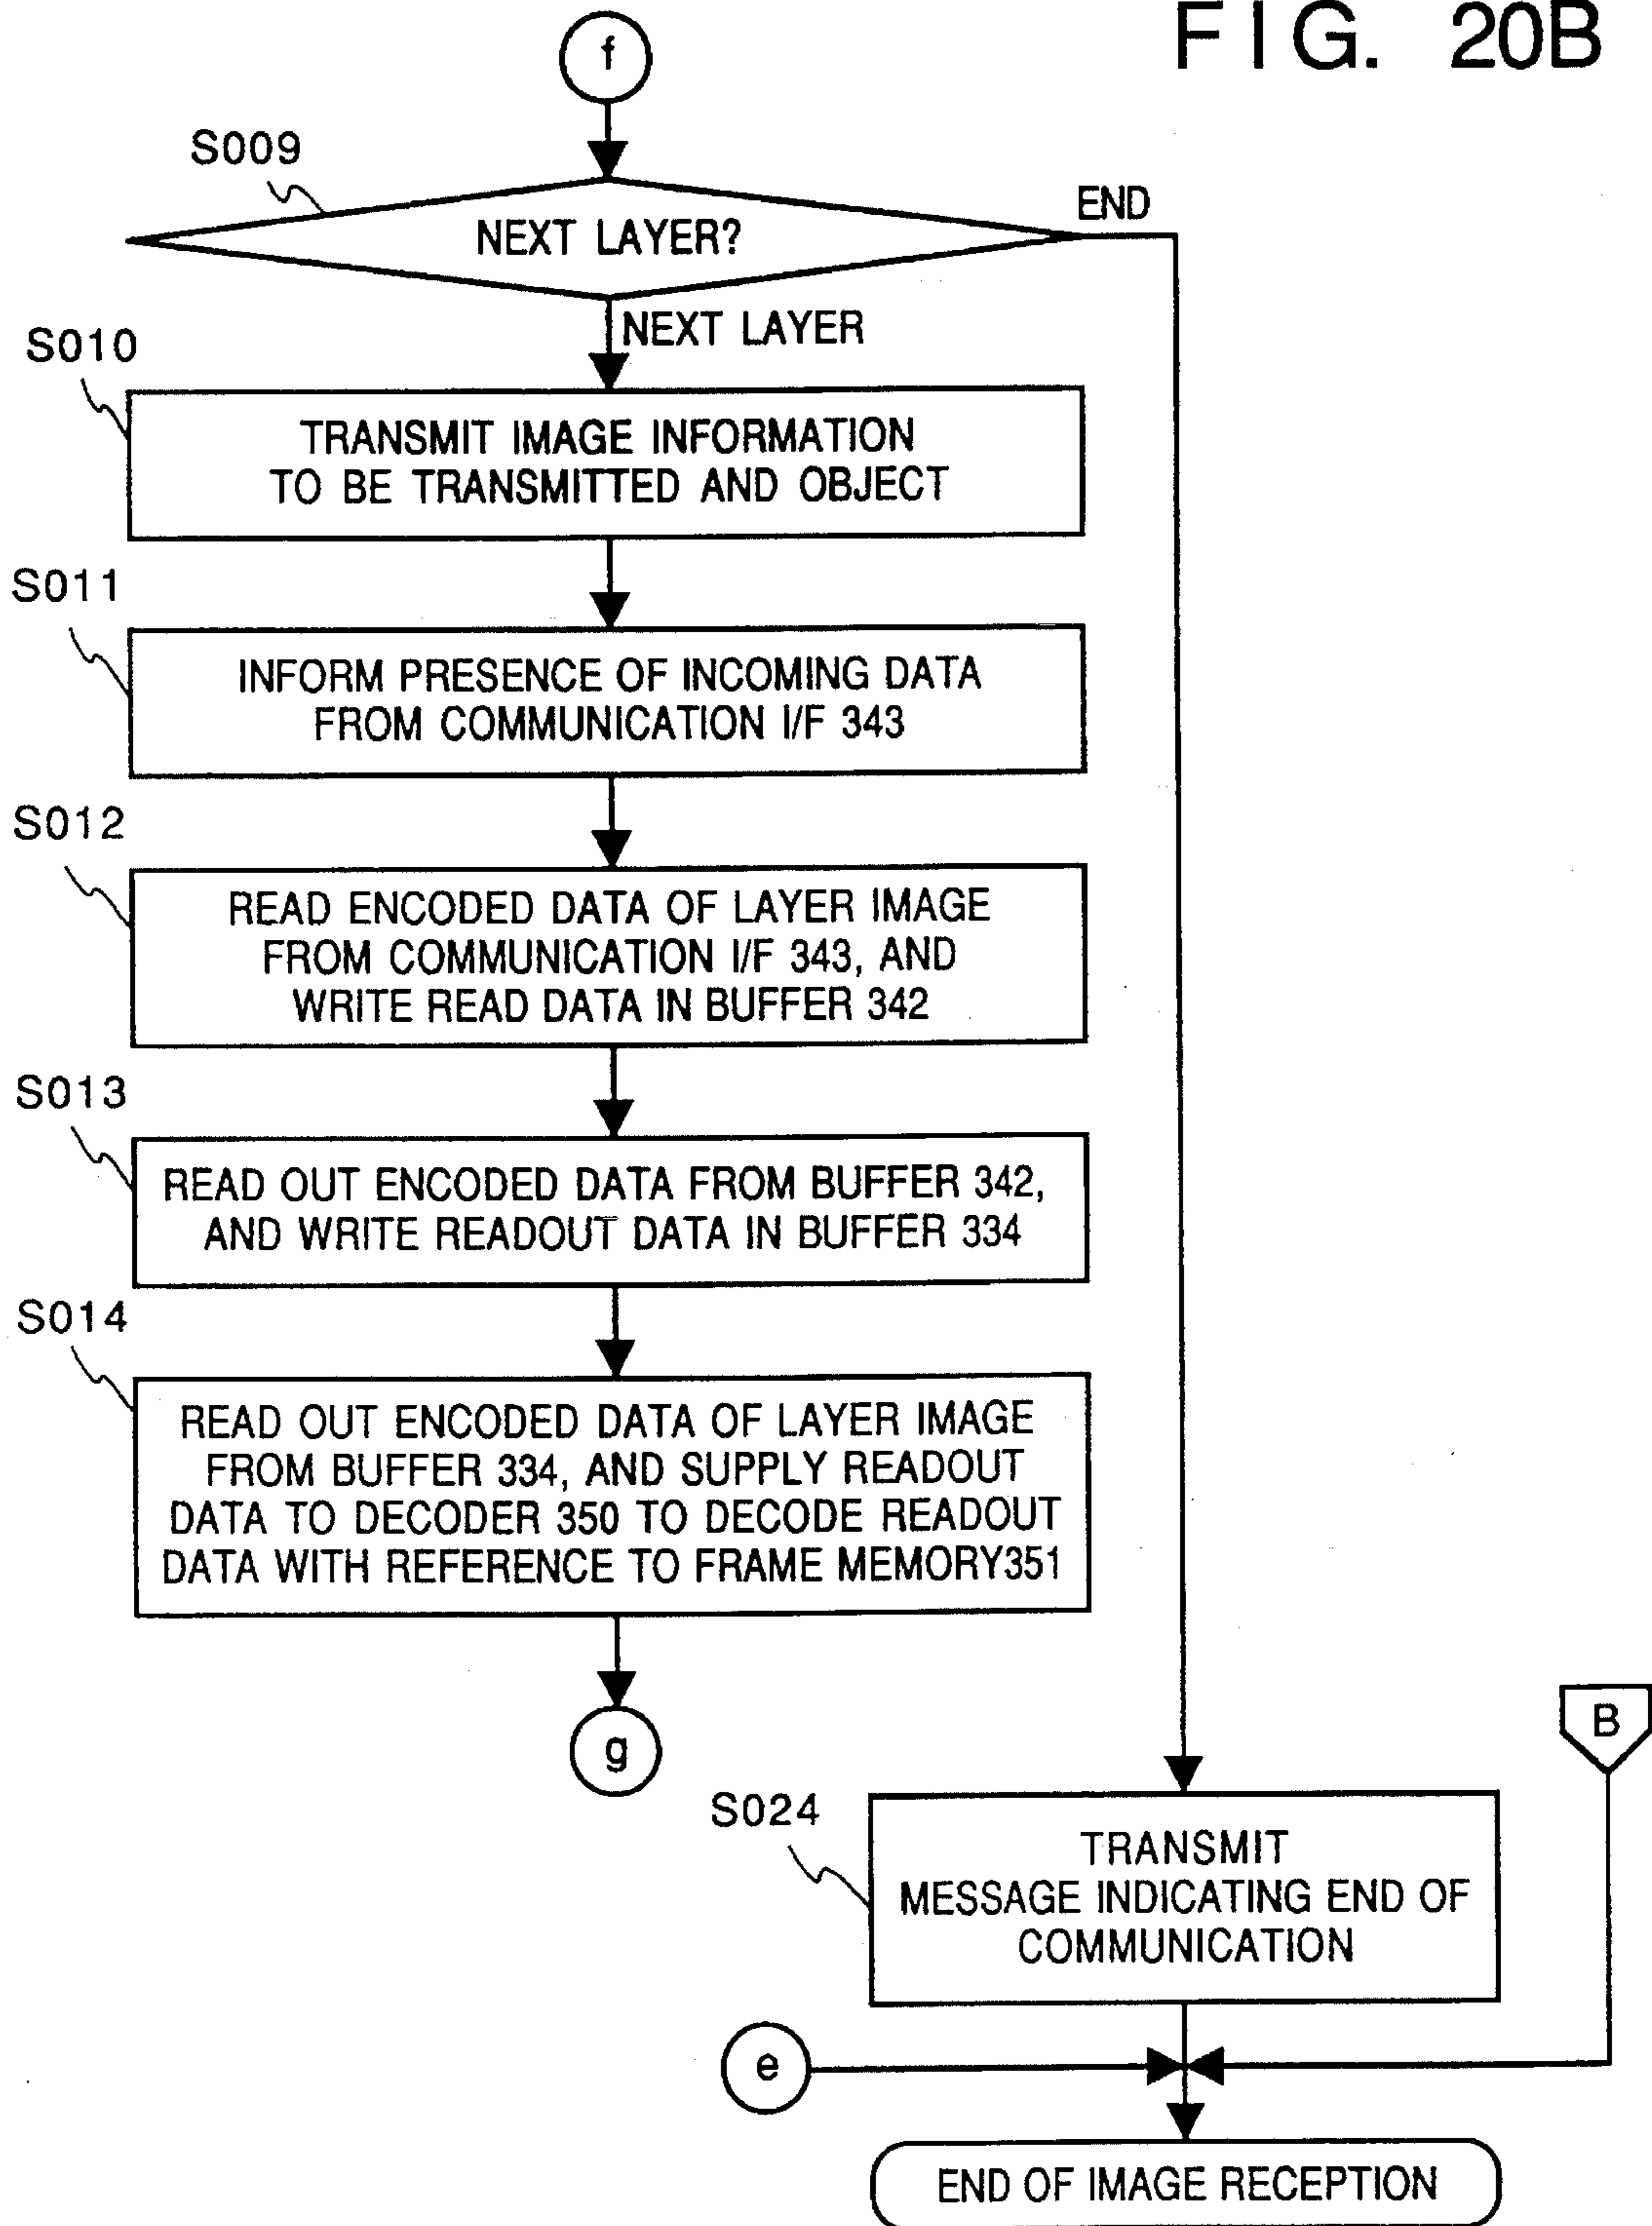 FIG. 20B
f
S009
NEXT LAYER?
END
NEXT LAYER
S010
TRANSMIT IMAGE INFORMATION
TO BE TRANSMITTED AND OBJECT
S011
INFORM PRESENCE OF INCOMING DATA
FROM COMMUNICATION I/F 343
S012
READ ENCODED DATA OF LAYER IMAGE
FROM COMMUNICATION I/F 343, AND
WRITE READ DATA IN BUFFER 342
S013
READ OUT ENCODED DATA FROM BUFFER 342,
AND WRITE READOUT DATA IN BUFFER 334
S014
READ OUT ENCODED DATA OF LAYER IMAGE
FROM BUFFER 334, AND SUPPLY READOUT
DATA TO DECODER 350 TO DECODE READOUT
DATA WITH REFERENCE TO FRAME MEMORY351
g
B
S024
TRANSMIT
MESSAGE INDICATING END OF
COMMUNICATION
e
END OF IMAGE RECEPTION